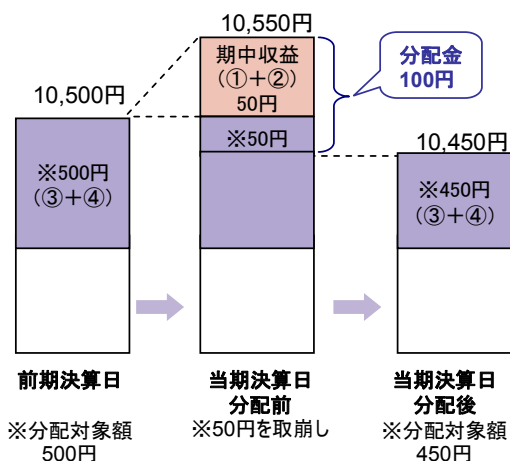 10,550円
期中収益
(①+②)
50円
分配金
100円
10,500円
※50円
10,450円
※500円
(③+④)
※450円
(③+④)
前期決算日
当期決算日
分配前
当期決算日
分配後
※分配対象額
500円
※50円を取崩し
※分配対象額
450円